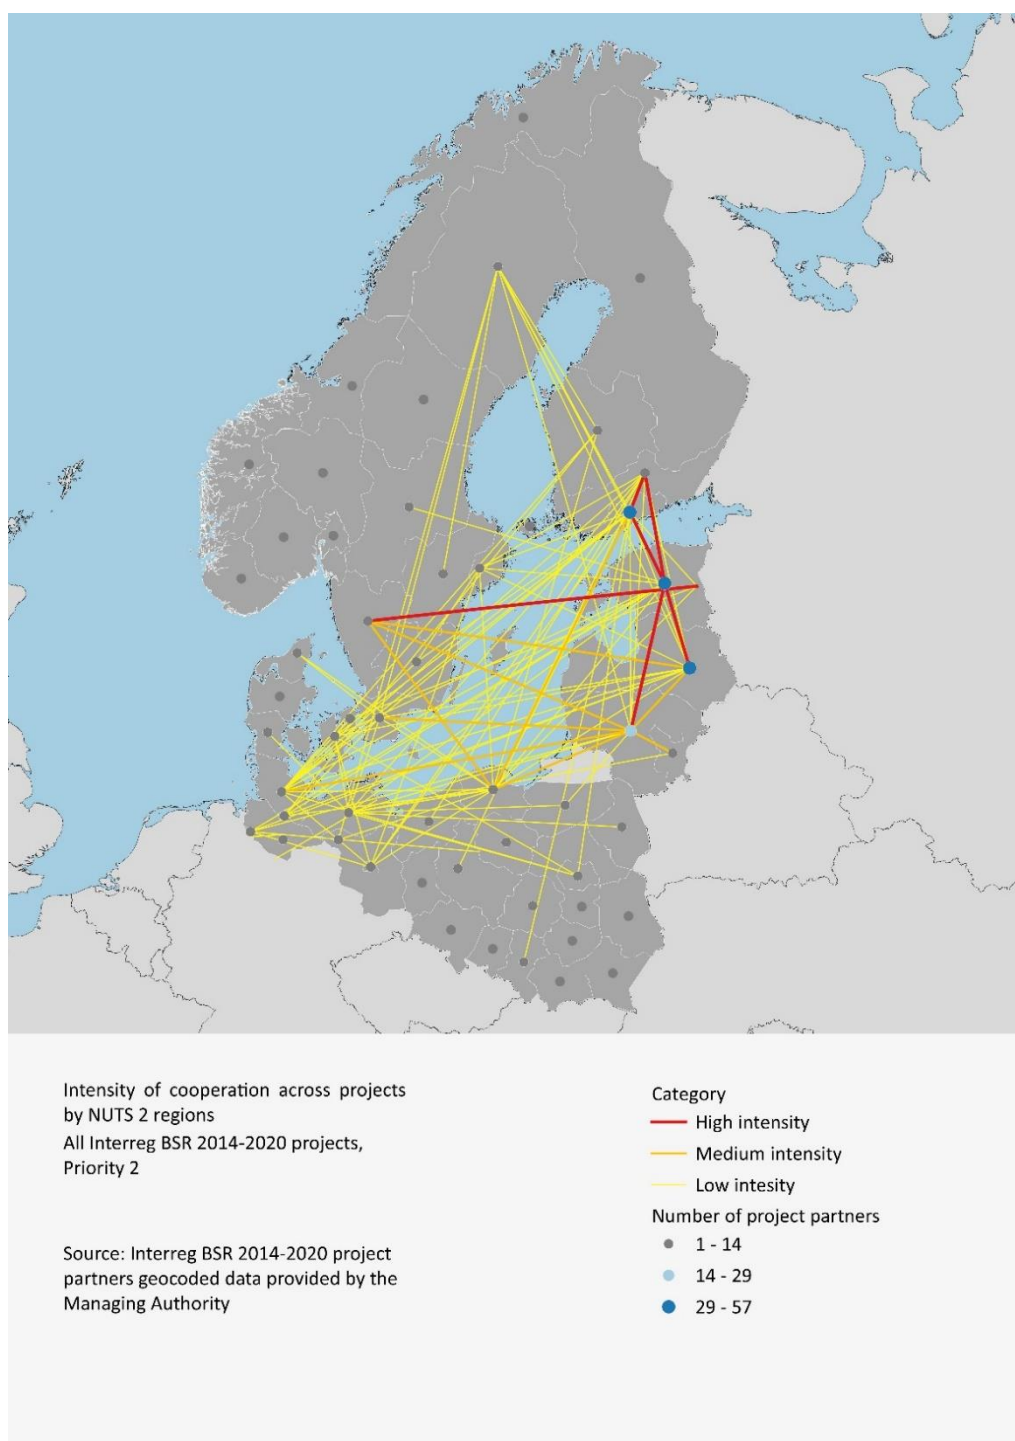 Intensity of cooperation across projects
by NUTS 2 regions
All Interreg BSR 2014-2020 projects,
Priority 2
Source: Interreg BSR 2014-2020 project
partners geocoded data provided by the
Managing Authority
Category
High intensity
Medium intensity
Low intesity
Number of project partners
1 - 14
14 - 29
29 - 57